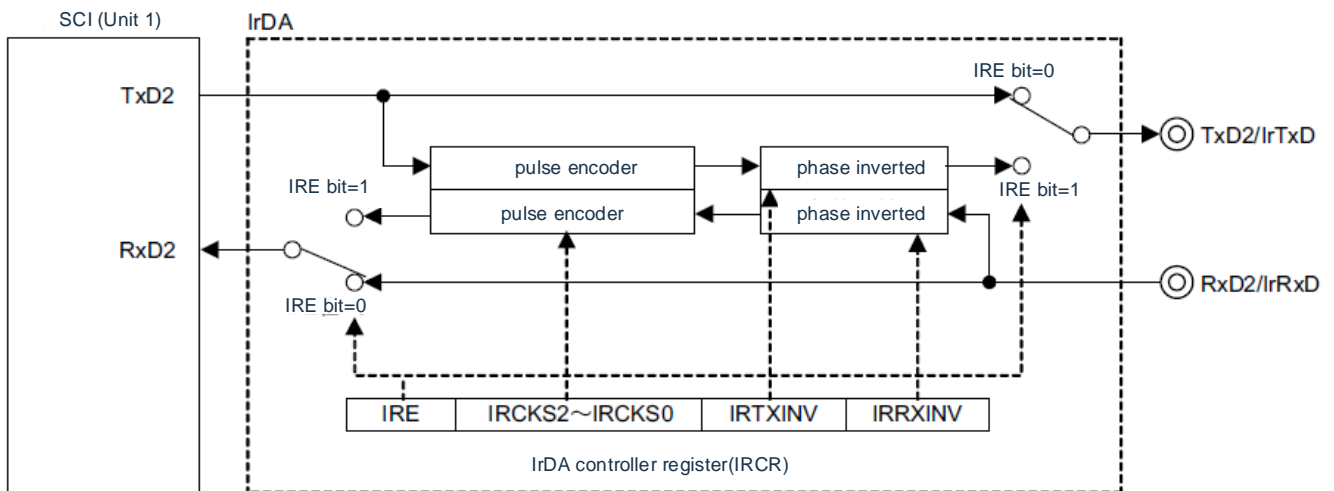 SCI (Unit 1)
IrDA
TxD2
IRE bit=0
TxD2/IrTxD
pulse encoder
phase inverted
IRE bit=1
IRE bit=1
pulse encoder
phase inverted
RxD2
RxD2/IrRxD
IRE bit=0
IRE
IRCKS2～IRCKS0
IRTXINV
IRRXINV
IrDA controller register(IRCR)